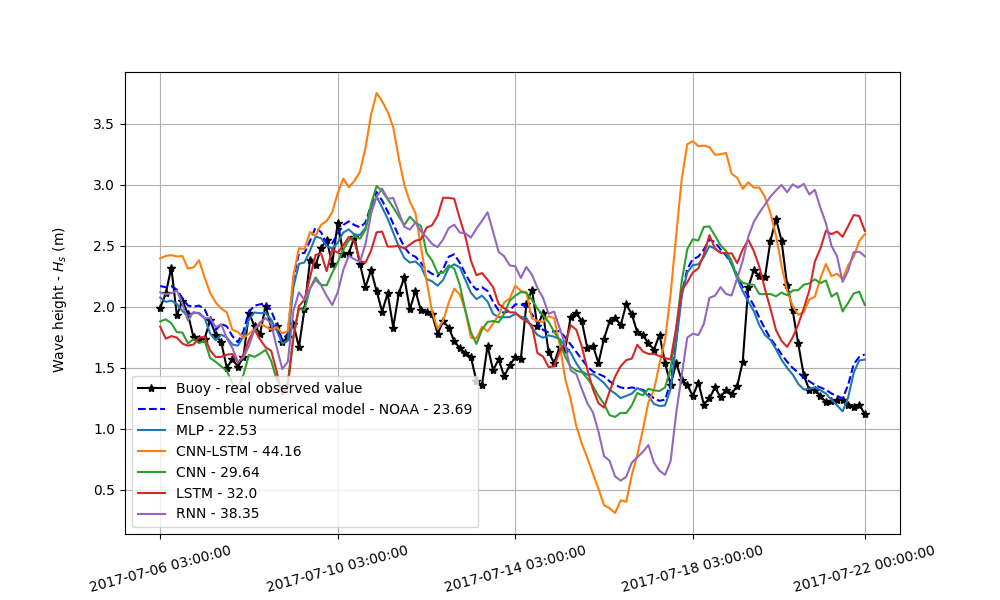 3.5
3.0
2.5
2.0
1.5
1.0
0.5
Wave height - Hs (m)
Buoy - real observed value
Ensemble numerical model - NOAA - 23.69
MLP - 22.53
CNN-LSTM - 44.16
CNN - 29.64
LSTM - 32.0
RNN - 38.35
2017-07-06 03:00:00
2017-07-10 03:00:00
2017-07-14 03:00:00
2017-07-18 03:00:00
2017-07-22 00:00:00